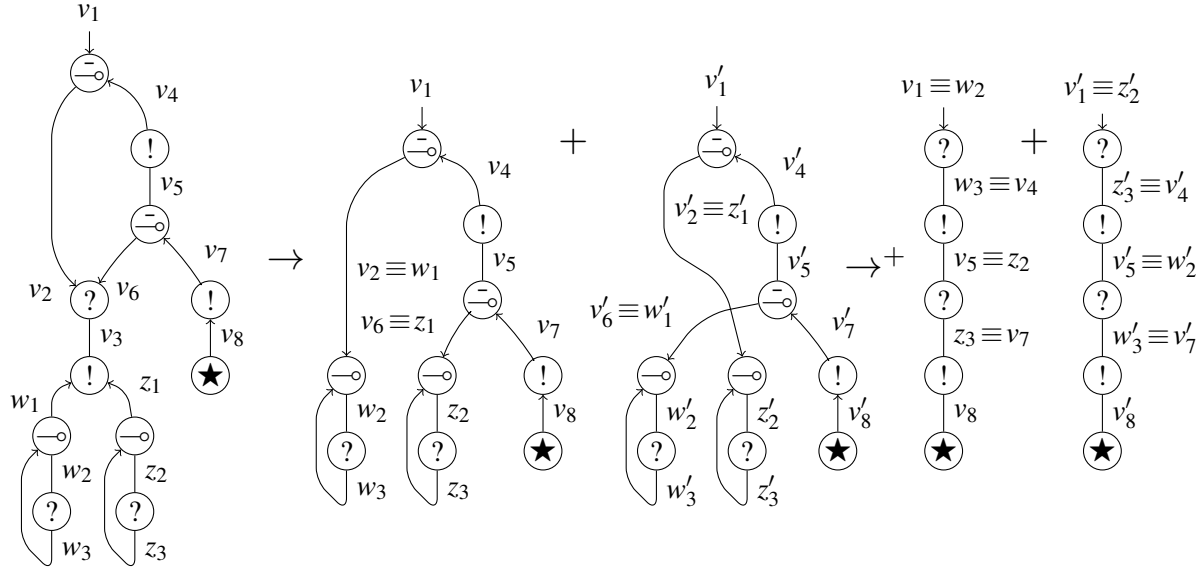 v₁
v₄
!
v₅
v₇
v₂
v₆
?
!
v₃
v₈
!
★
z₁
w₁
w₂
z₂
?
?
w₃
z₃
→
v₁
v₄
!
v₅
v₂ ≡ w₁
v₆ ≡ z₁
v₇
!
w₂
z₂
v₈
?
?
★
w₃
z₃
+
v′₁
v′₄
v′₂ ≡ z′₁
!
v′₅
v′₆ ≡ w′₁
v′₇
!
w′₂
z′₂
v′₈
?
?
★
w′₃
z′₃
→⁺
v₁ ≡ w₂
?
w₃ ≡ v₄
!
v₅ ≡ z₂
?
z₃ ≡ v₇
!
v₈
★
+
v′₁ ≡ z′₂
?
z′₃ ≡ v′₄
!
v′₅ ≡ w′₂
?
w′₃ ≡ v′₇
!
v′₈
★